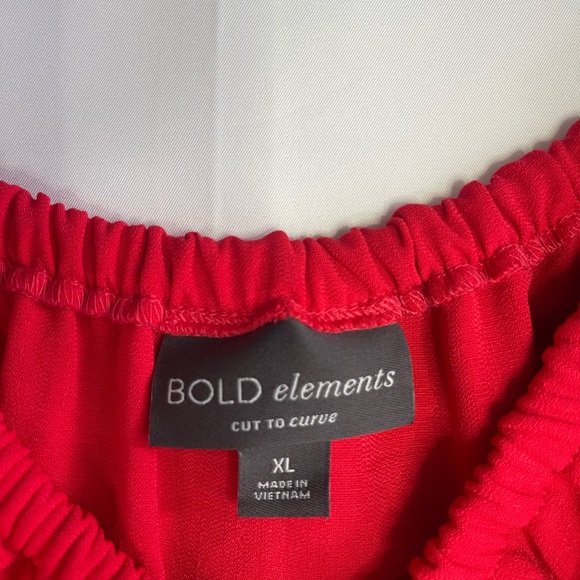 BOLD elements
CUT TO curve
XL
MADE IN
VIETNAM